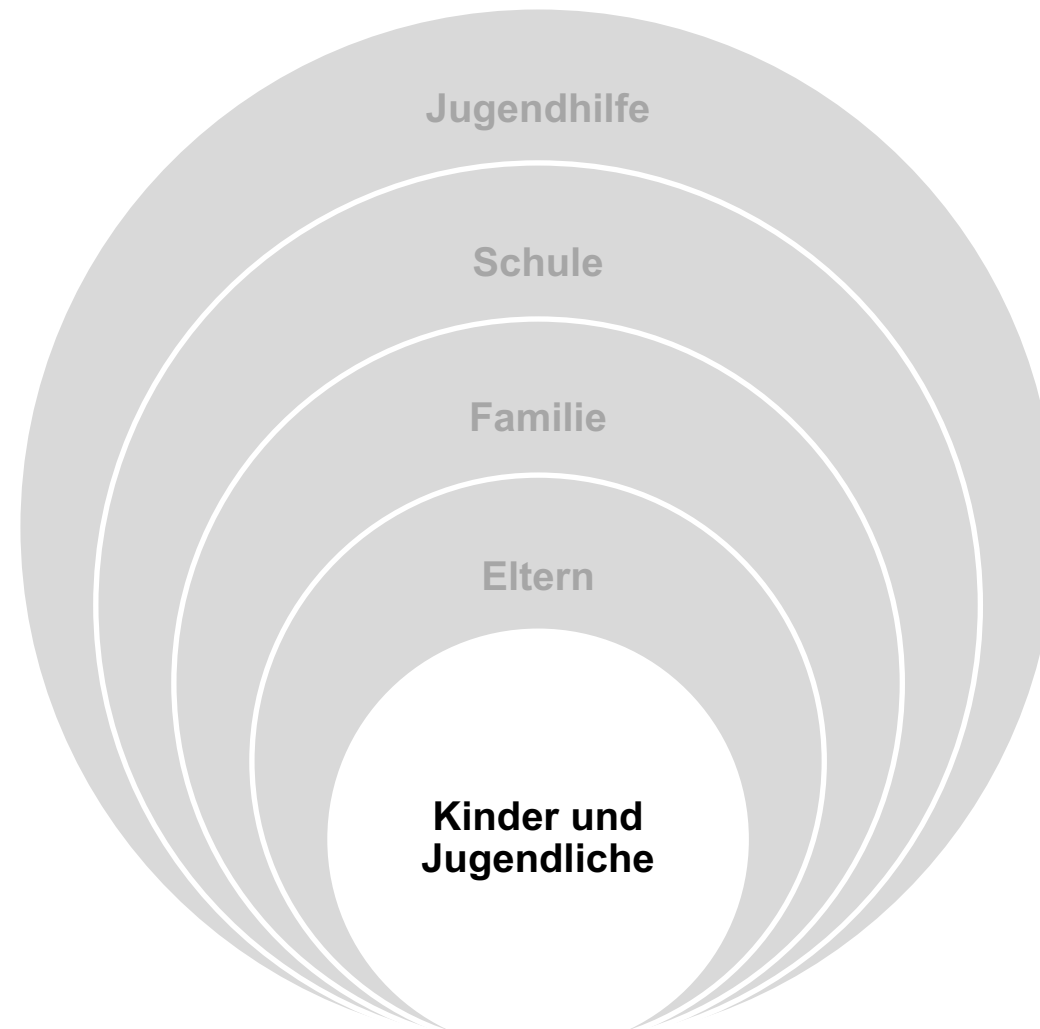 Jugendhilfe
Schule
Familie
Eltern
Kinder und
Jugendliche